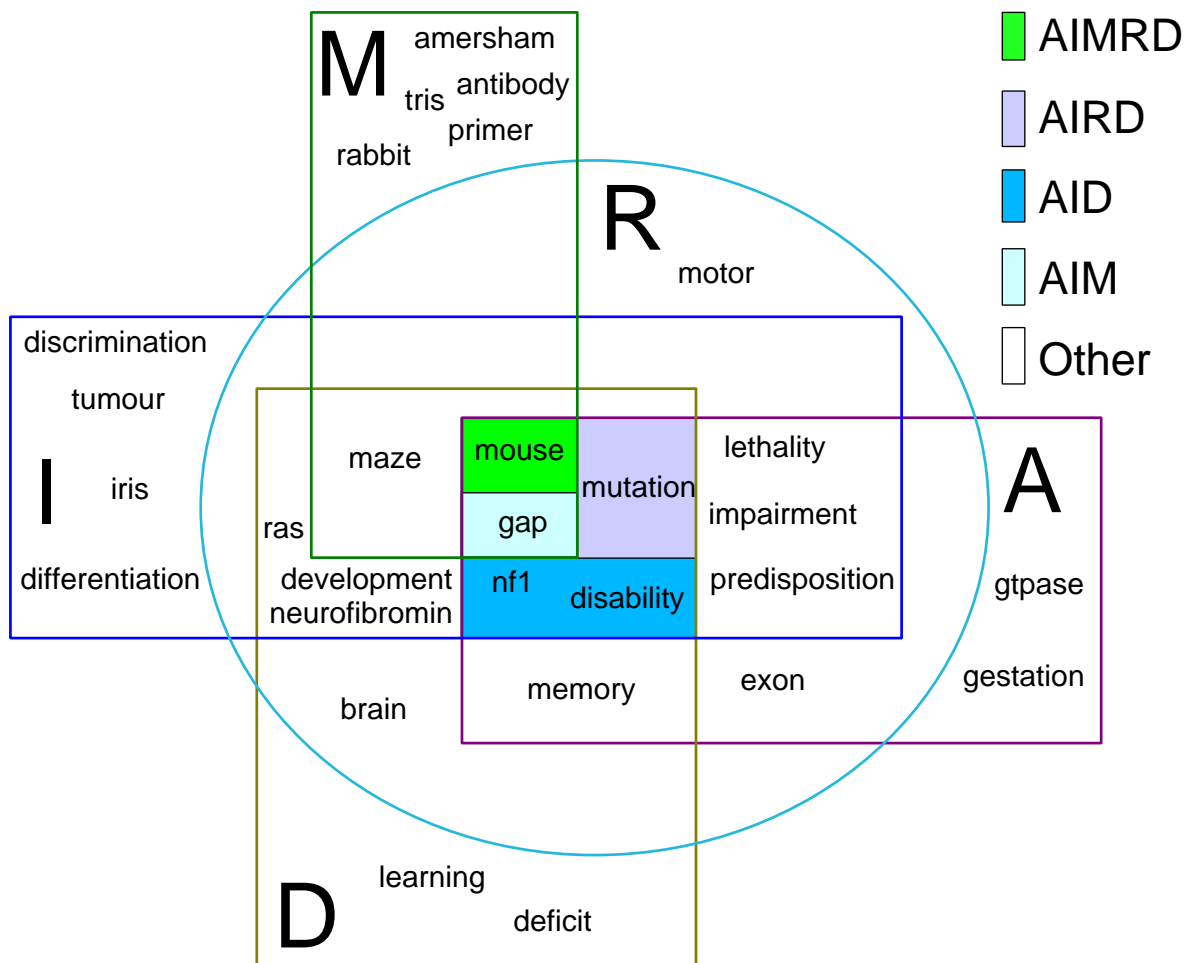 M
amersham
antibody
tris
primer
rabbit
R
motor
AIMRD
AIRD
AID
AIM
Other
discrimination
tumour
I
iris
differentiation
maze
mouse
mutation
lethality
A
ras
gap
impairment
development
neurofibromin
nf1
disability
predisposition
gtpase
brain
memory
exon
gestation
D
learning
deficit